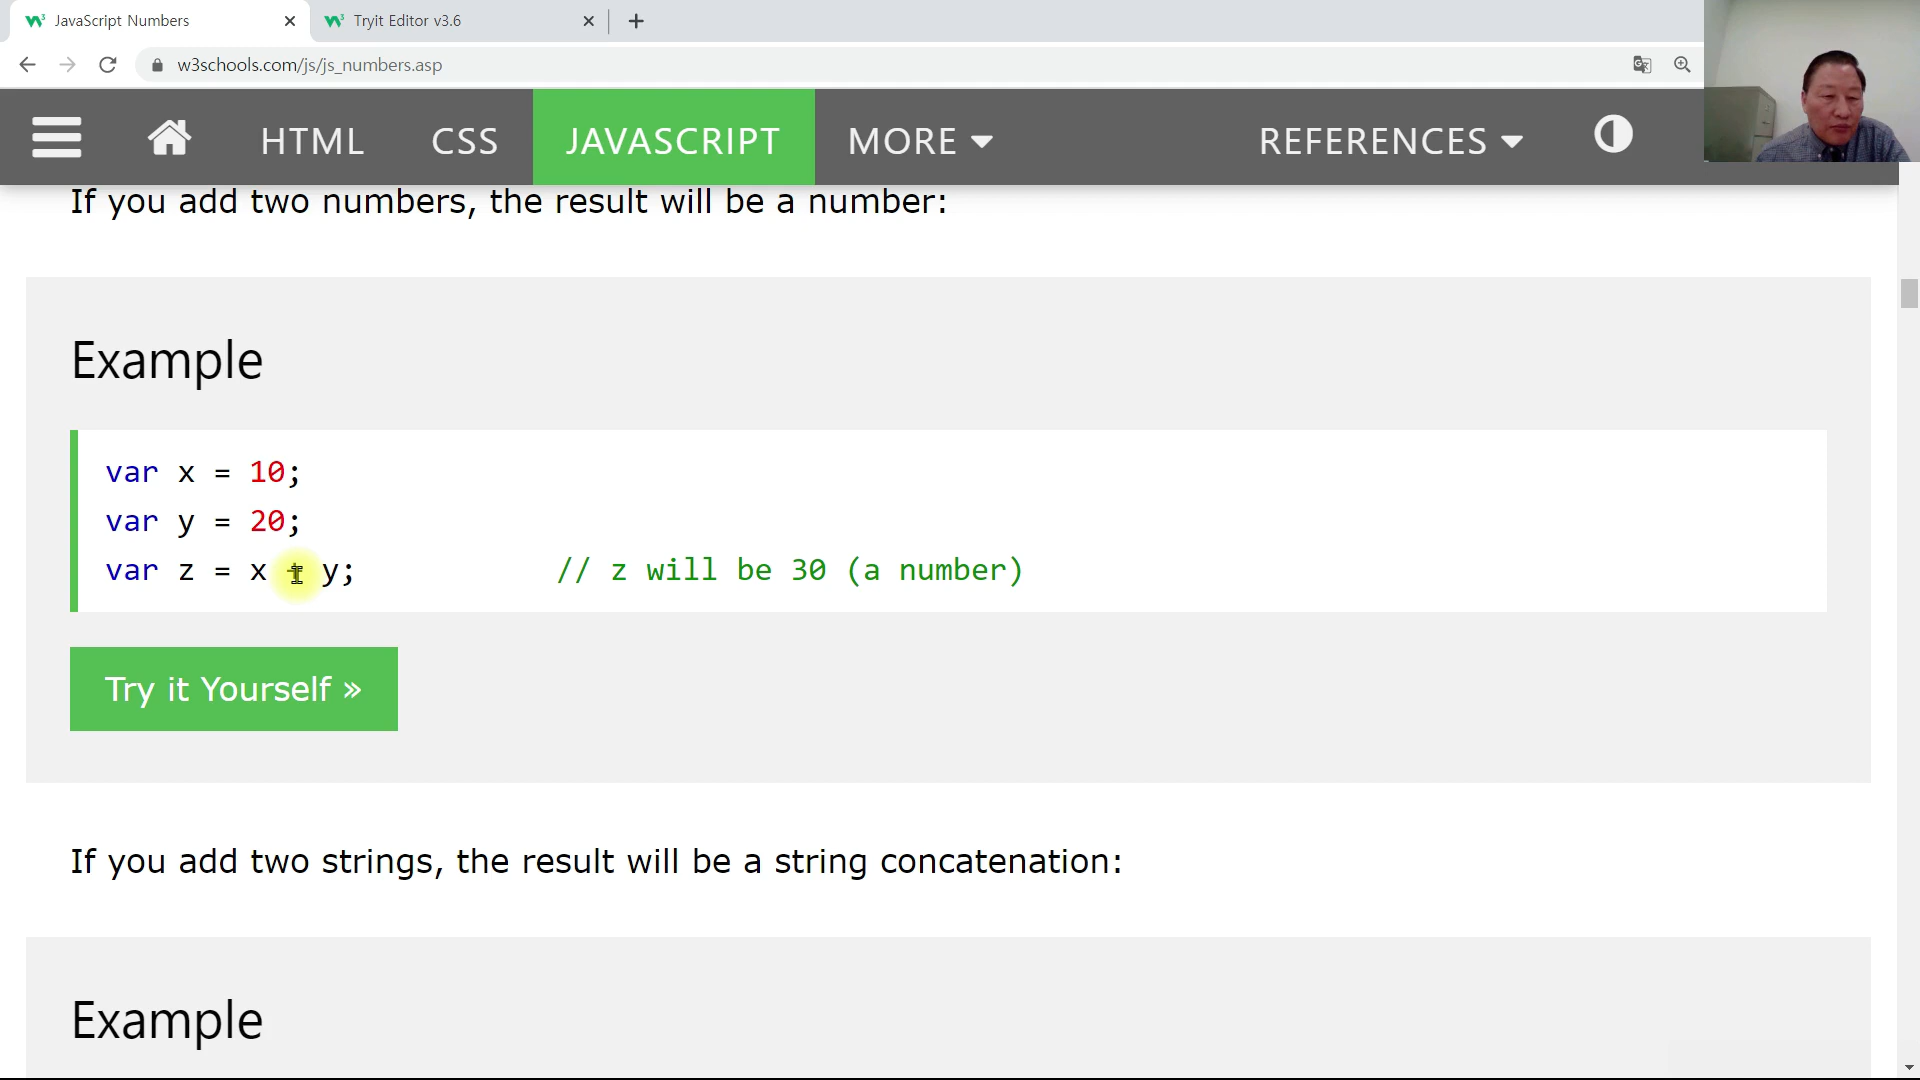 JavaScript Numbers
Tryit Editor v3.6
w3schools.com/js/js_numbers.asp
HTML CSS JAVASCRIPT MORE REFERENCES
If you add two numbers, the result will be a number:
Example
var x = 10;
var y = 20;
var z = x + y; // z will be 30 (a number)
Try it Yourself »
If you add two strings, the result will be a string concatenation:
Example